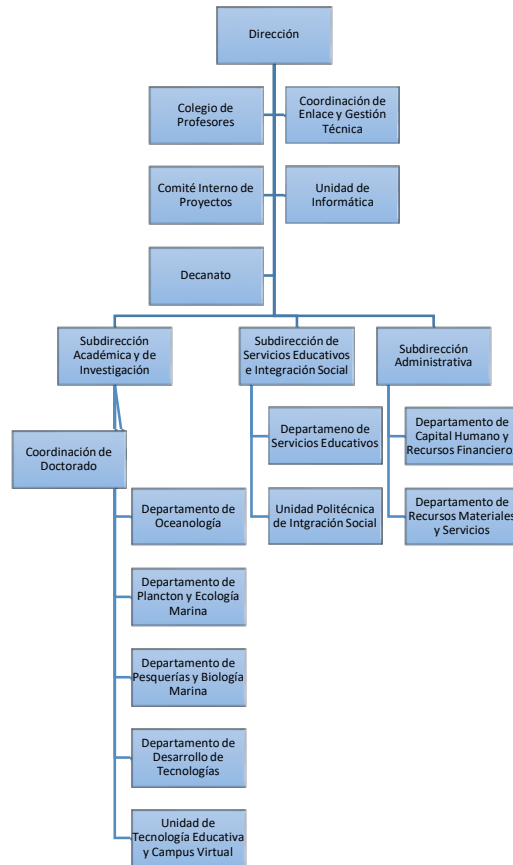 Dirección
Colegio de
Profesores
Coordinación de
Enlace y Gestión
Técnica
Comité Interno de
Proyectos
Unidad de
Informática
Decanato
Subdirección
Académica y de
Investigación
Subdirección de
Servicios Educativos
e Integración Social
Subdirección
Administrativa
Coordinación de
Doctorado
Departamento de
Oceanología
Departamento de
Plancton y Ecología
Marina
Departamento de
Pesquerías y Biología
Marina
Departamento de
Desarrollo de
Tecnologías
Unidad de
Tecnología Educativa
y Campus Virtual
Departameno de
Servicios Educativos
Unidad Politécnica
de Intgración Social
Departamento de
Capital Humano y
Recursos Financieros
Departamento de
Recursos Materiales
y Servicios